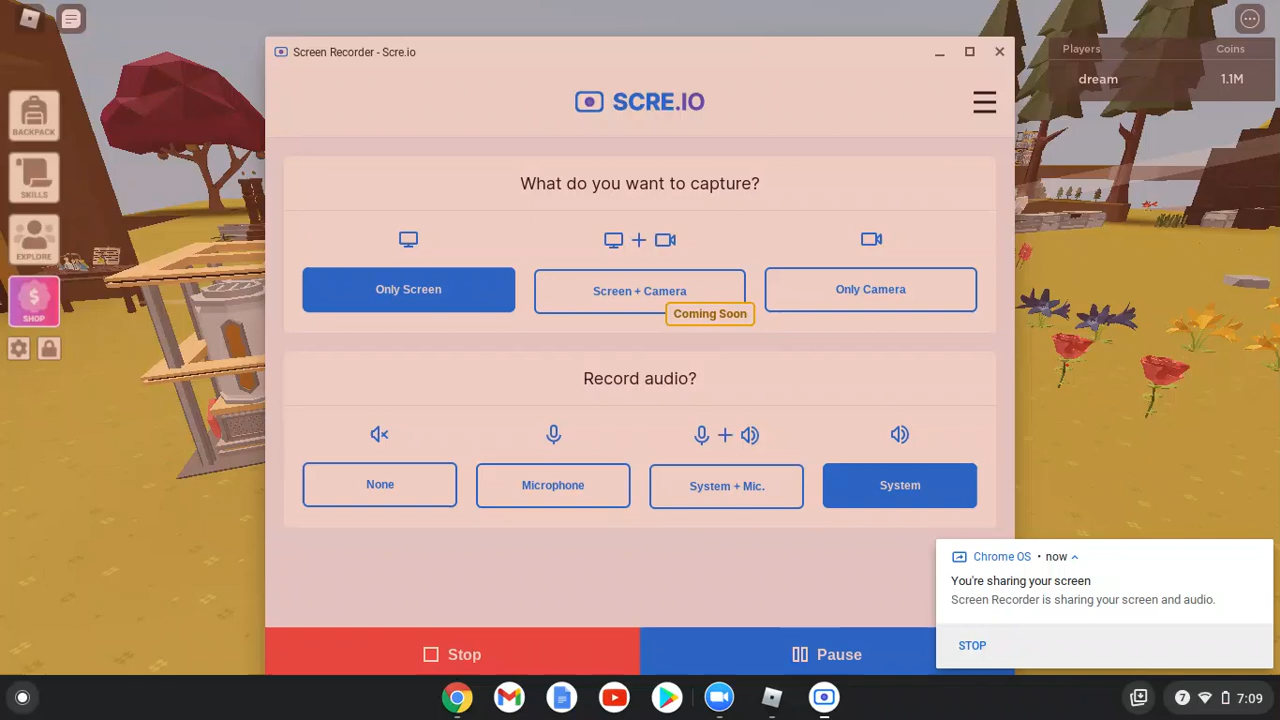 Screen Recorder - Scre.io
SCRE.IO
Players Coins
dream 1.1M
BACKPACK
SKILLS
EXPLORE
SHOP
What do you want to capture?
Only Screen
Screen + Camera
Coming Soon
Only Camera
Record audio?
None
Microphone
System + Mic.
System
Chrome OS • now
You're sharing your screen
Screen Recorder is sharing your screen and audio.
STOP
Stop
Pause
7 7:09